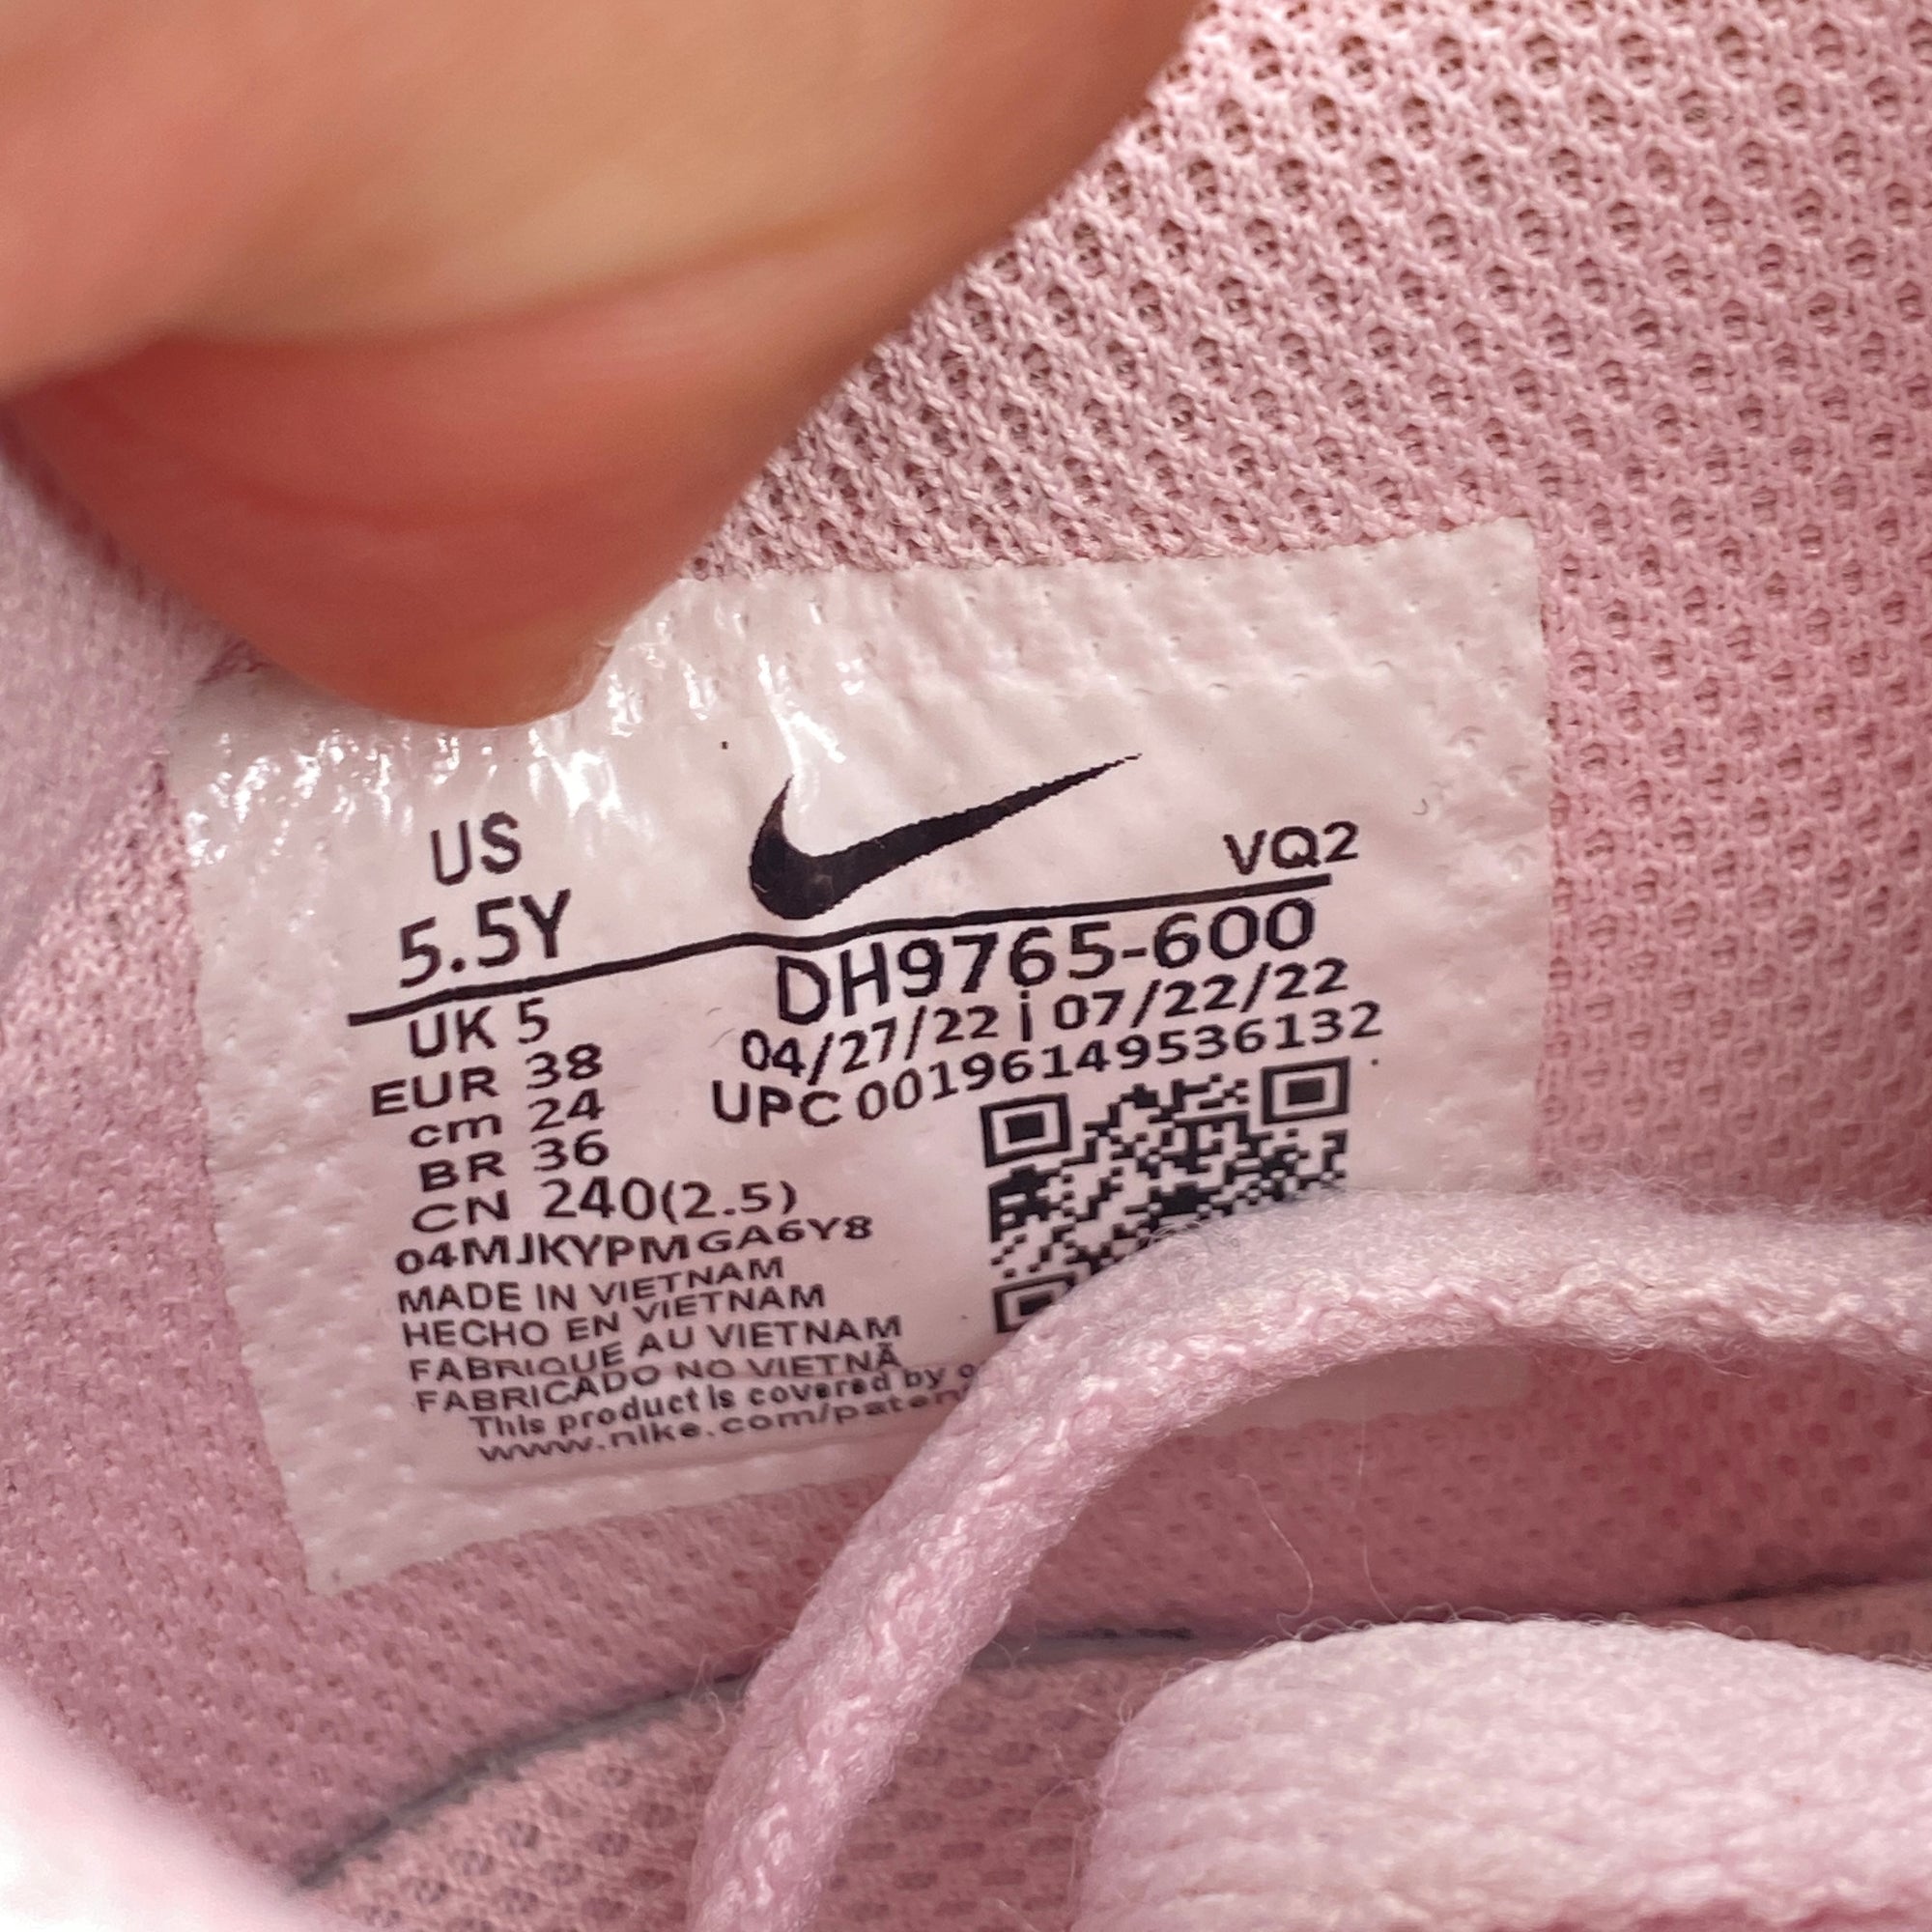 US
5.5Y
VQ2
UK 5
EUR 38
cm 24
BR 36
CN 240(2.5)
DH9765-600
04/27/22 | 07/22/22
UPC 00196149536132
04MJKYPMGA6Y8
MADE IN VIETNAM
HECHO EN VIETNAM
FABRIQUE AU VIETNAM
FABRICADO NO VIETNÃ
This product is covered by
www.nike.com/paten